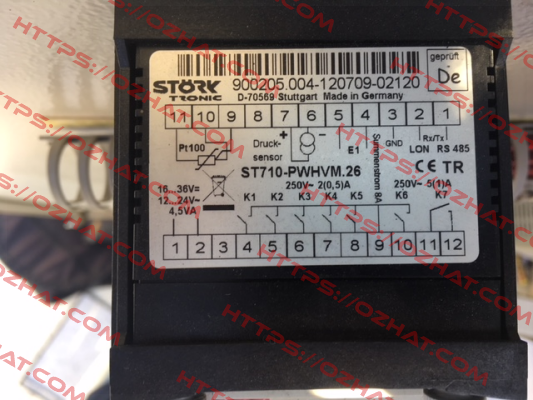 STÖRK
TRONIC
900205.004-120709-02120
D-70569 Stuttgart Made in Germany
geprüft
De
11 10 9 8 7 6 5 4 3 2 1
Pt100
Druck-
sensor
+ - +
E1
Summenstrom 8A
GND
Rx/Tx
LON RS 485
ST710-PWHVM.26
CE TR
16...36V=
12...24V~
4,5VA
250V~ 2(0,5)A
250V~ 5(1)A
K1 K2 K3 K4 K5 K6 K7
1 2 3 4 5 6 7 8 9 10 11 12
HTTPS://OZHAT.COM